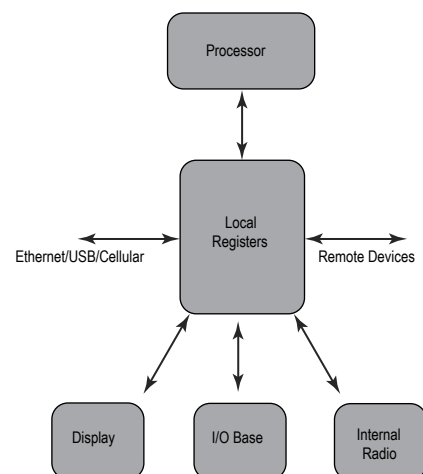 Processor
Local
Registers
Ethernet/USB/Cellular
Remote Devices
Display
I/O Base
Internal
Radio